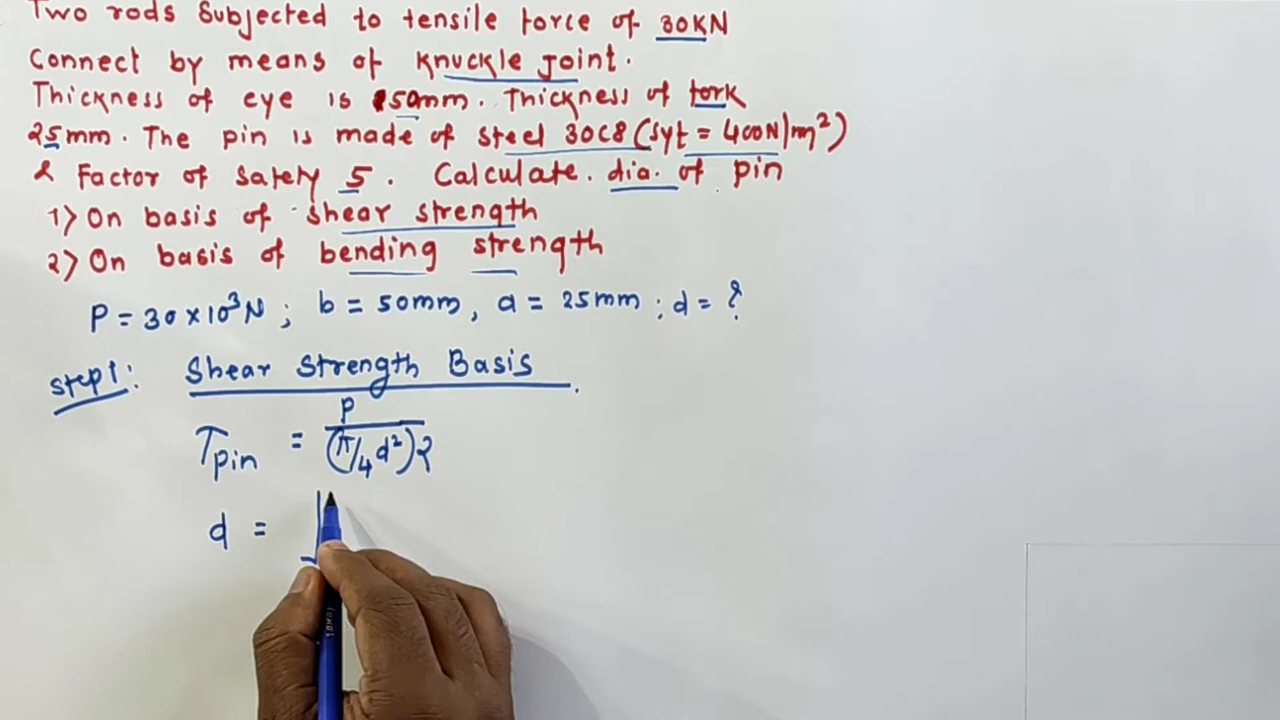 Two rods Subjected to tensile force of 30KN
Connect by means of knuckle joint.
Thickness of eye is 50mm. Thickness of fork
25mm. The pin is made of steel 30C8 (Syt = 400N/m²)
& Factor of Safety 5. Calculate. dia. of pin
1) On basis of shear strength
2) On basis of bending strength
P = 30×10³N ; b = 50mm, a = 25mm ; d = ?
Step1: Shear Strength Basis
τpin = P/(π/4 d²)2
d = √